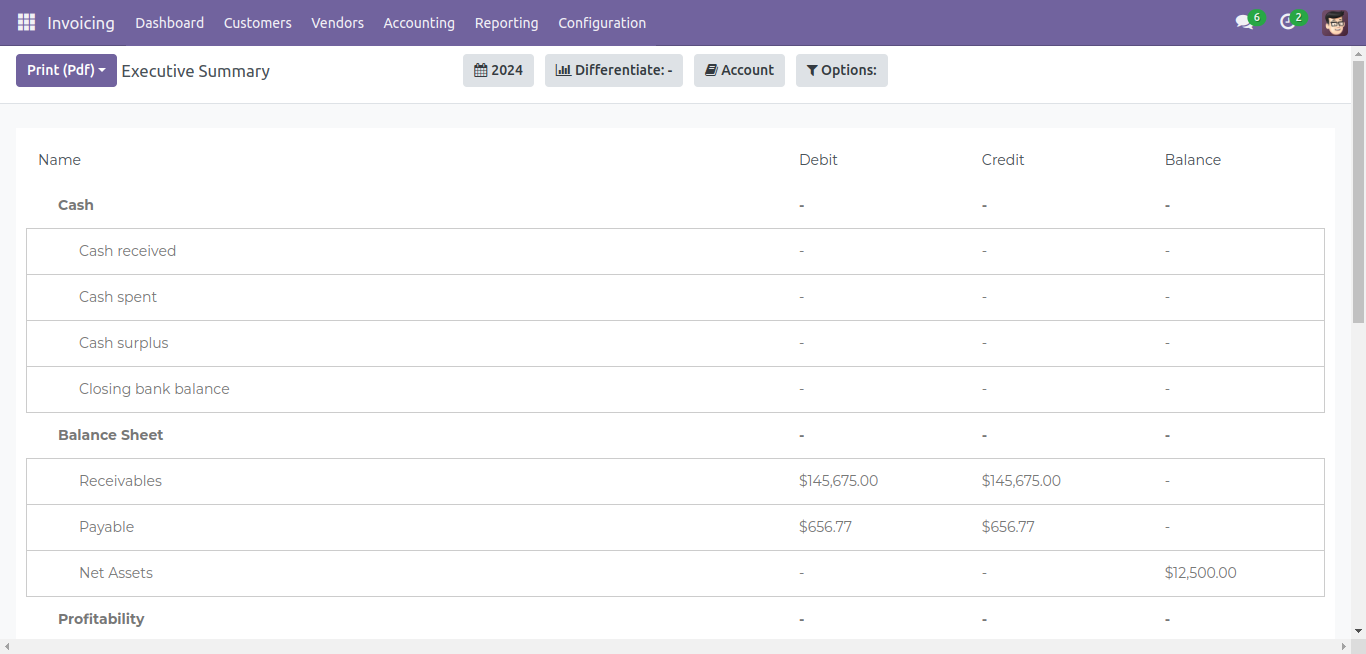 Invoicing Dashboard Customers Vendors Accounting Reporting Configuration 6 2
Print (Pdf) Executive Summary 2024 Differentiate: - Account Options:
Name Debit Credit Balance
Cash - - -
Cash received - - -
Cash spent - - -
Cash surplus - - -
Closing bank balance - - -
Balance Sheet - - -
Receivables $145,675.00 $145,675.00 -
Payable $656.77 $656.77 -
Net Assets - - $12,500.00
Profitability - - -